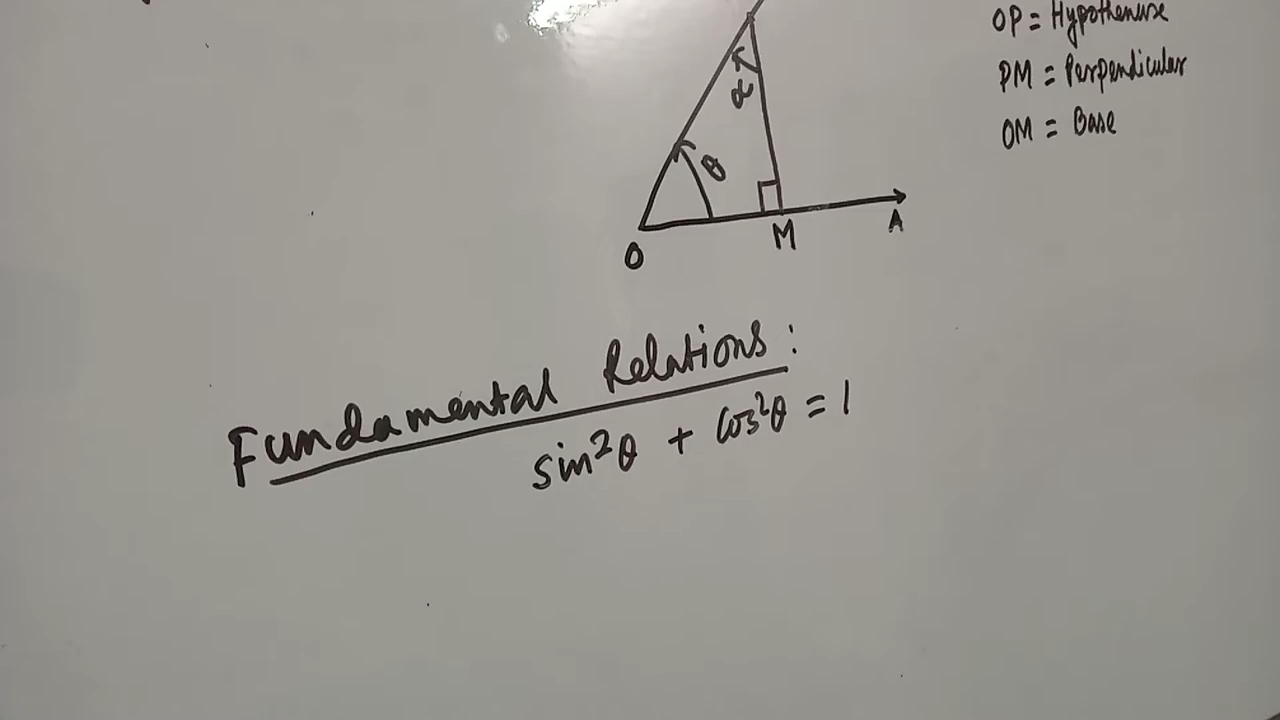 OP = Hypothenuse
PM = Perpendicular
OM = Base
α
θ
O
M
A
Fundamental Relations:
sin²θ + cos²θ = 1